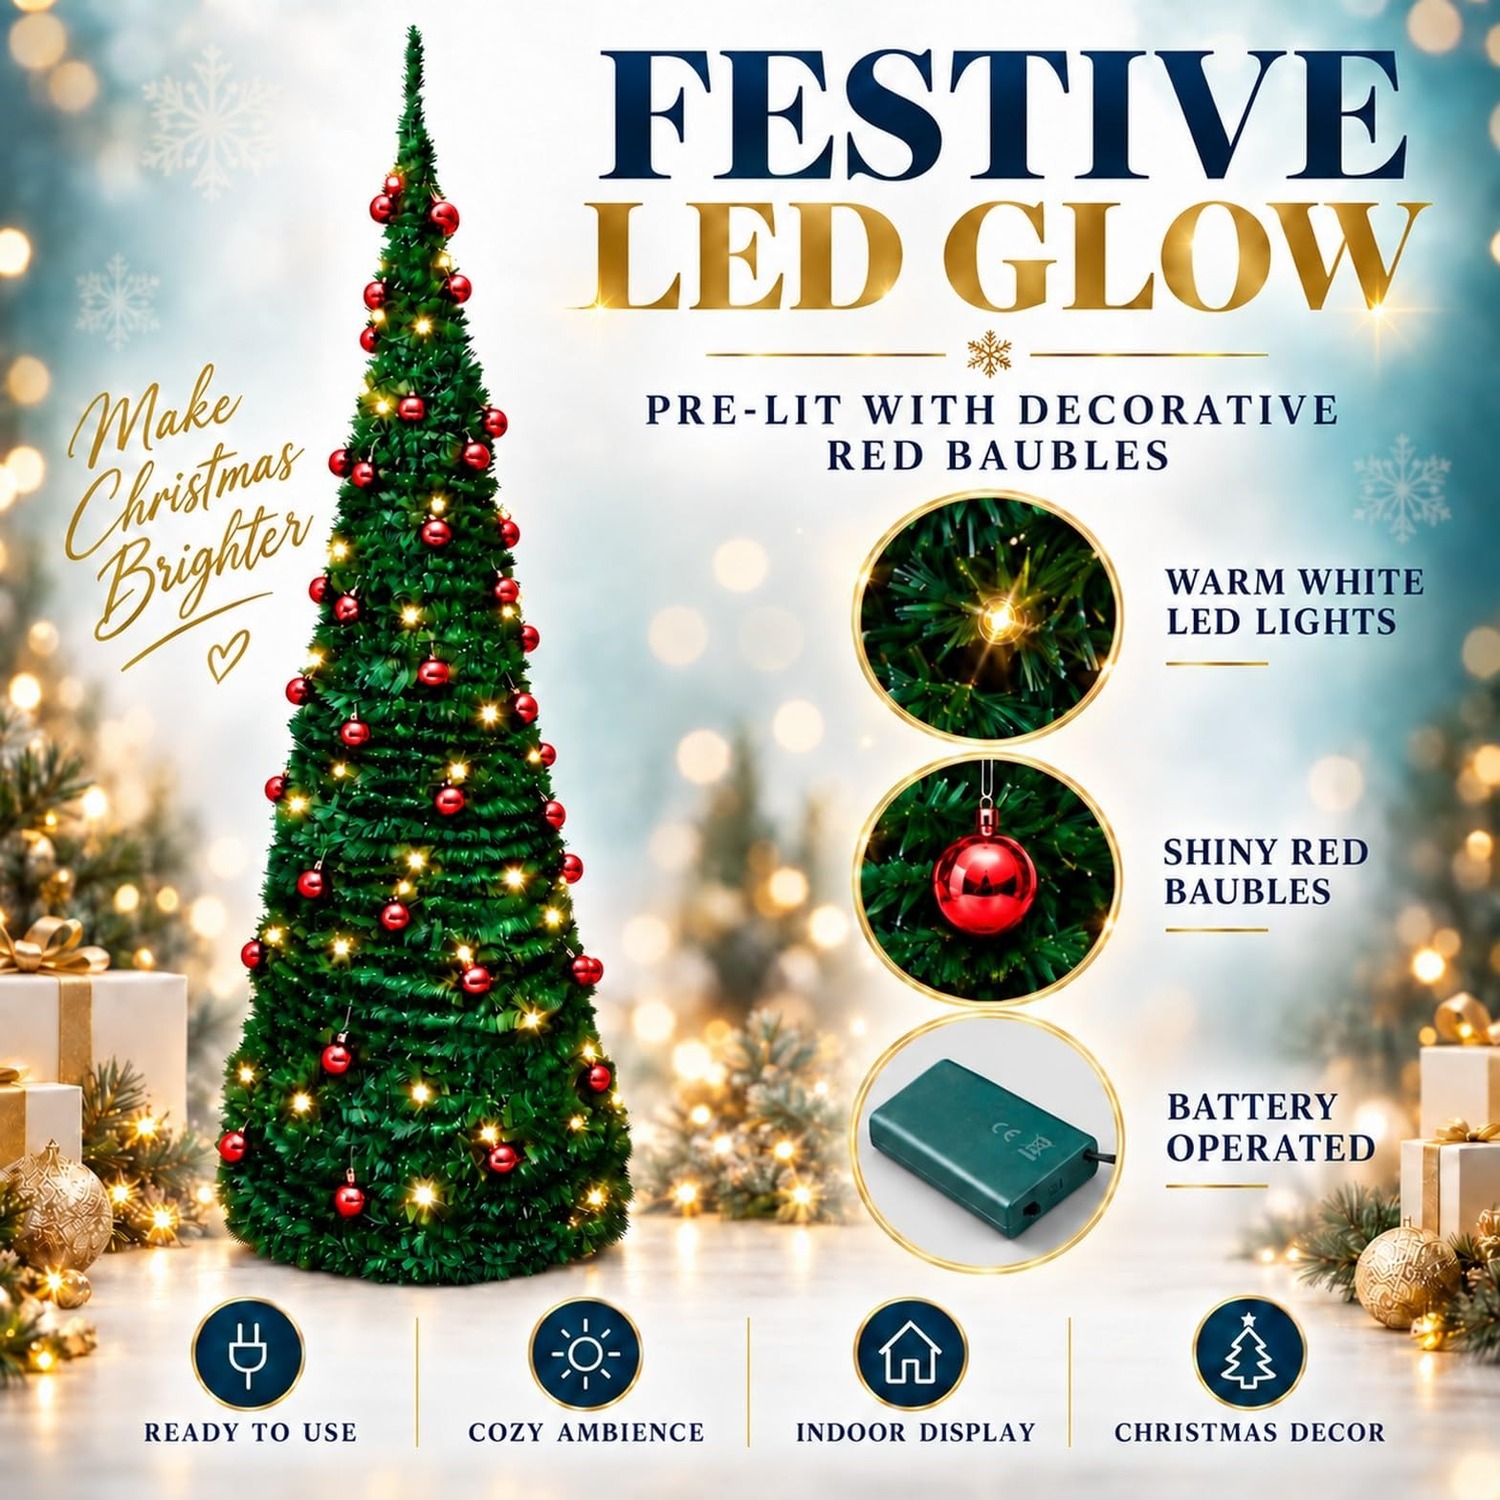 FESTIVE
LED GLOW
PRE-LIT WITH DECORATIVE
RED BAUBLES
Make
Christmas
Brighter
WARM WHITE
LED LIGHTS
SHINY RED
BAUBLES
CE
BATTERY
OPERATED
READY TO USE
COZY AMBIENCE
INDOOR DISPLAY
CHRISTMAS DECOR